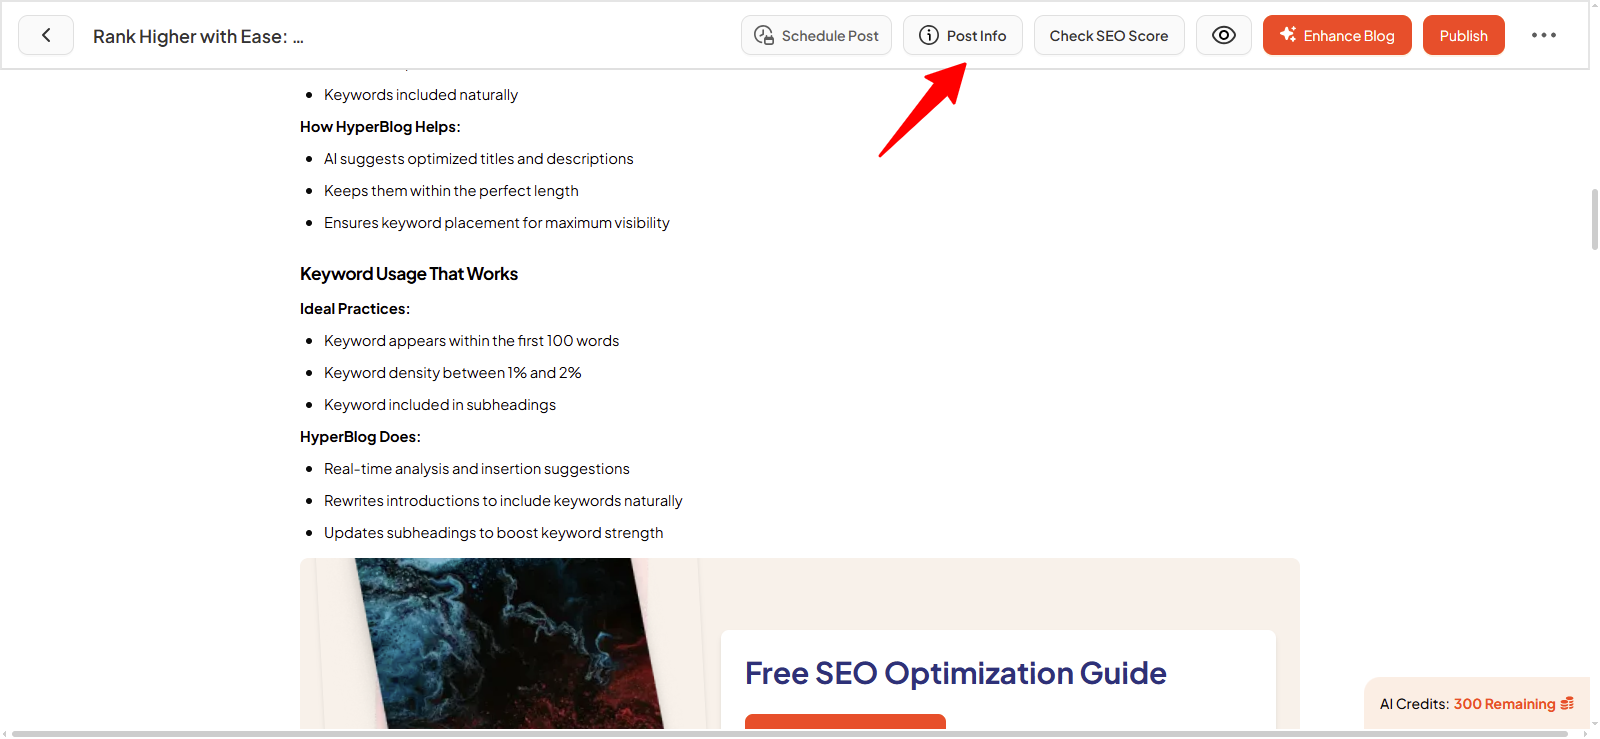 Rank Higher with Ease: ...
Schedule Post
Post Info
Check SEO Score
Enhance Blog
Publish
Keywords included naturally
How HyperBlog Helps:
AI suggests optimized titles and descriptions
Keeps them within the perfect length
Ensures keyword placement for maximum visibility
Keyword Usage That Works
Ideal Practices:
Keyword appears within the first 100 words
Keyword density between 1% and 2%
Keyword included in subheadings
HyperBlog Does:
Real-time analysis and insertion suggestions
Rewrites introductions to include keywords naturally
Updates subheadings to boost keyword strength
Free SEO Optimization Guide
AI Credits: 300 Remaining